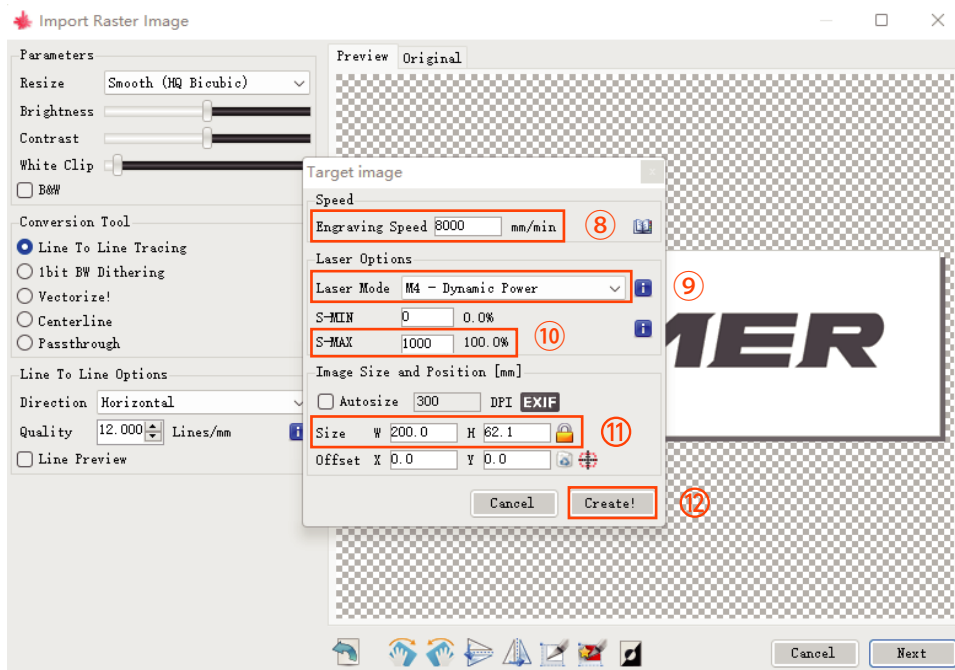 Import Raster Image
Parameters
Resize Smooth (HQ Bicubic)
Brightness
Contrast
White Clip
B&W
Conversion Tool
Line To Line Tracing
1bit BW Dithering
Vectorize!
Centerline
Passthrough
Line To Line Options
Direction Horizontal
Quality 12.000 Lines/mm
Line Preview
Preview Original
Target image
Speed
Engraving Speed 8000 mm/min ⑧
Laser Options
Laser Mode M4 - Dynamic Power ⑨
S-MIN 0 0.0%
S-MAX 1000 100.0% ⑩
Image Size and Position [mm]
Autosize 300 DPI EXIF
Size W 200.0 H 62.1 ⑪
Offset X 0.0 Y 0.0
Cancel Create! ⑫
MER
Cancel Next